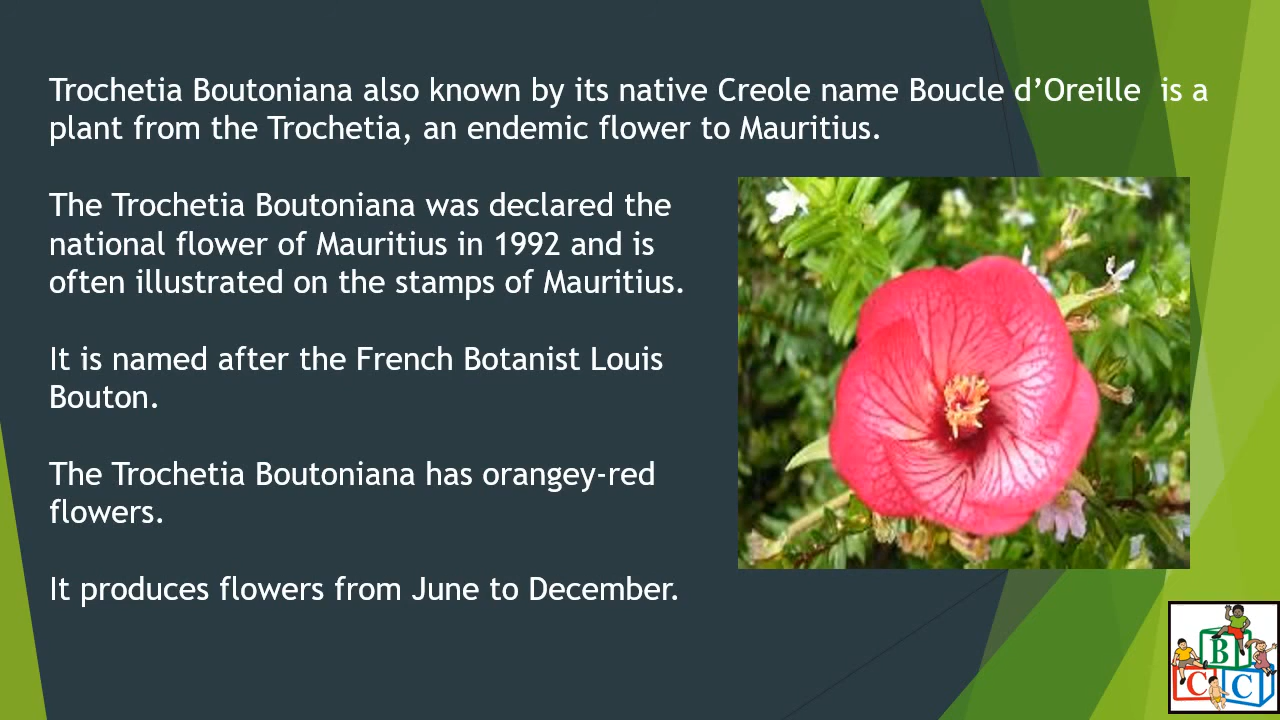 Trochetia Boutoniana also known by its native Creole name Boucle d’Oreille  is a
plant from the Trochetia, an endemic flower to Mauritius.
The Trochetia Boutoniana was declared the
national flower of Mauritius in 1992 and is
often illustrated on the stamps of Mauritius.
It is named after the French Botanist Louis
Bouton.
The Trochetia Boutoniana has orangey-red
flowers.
It produces flowers from June to December.
B
C C